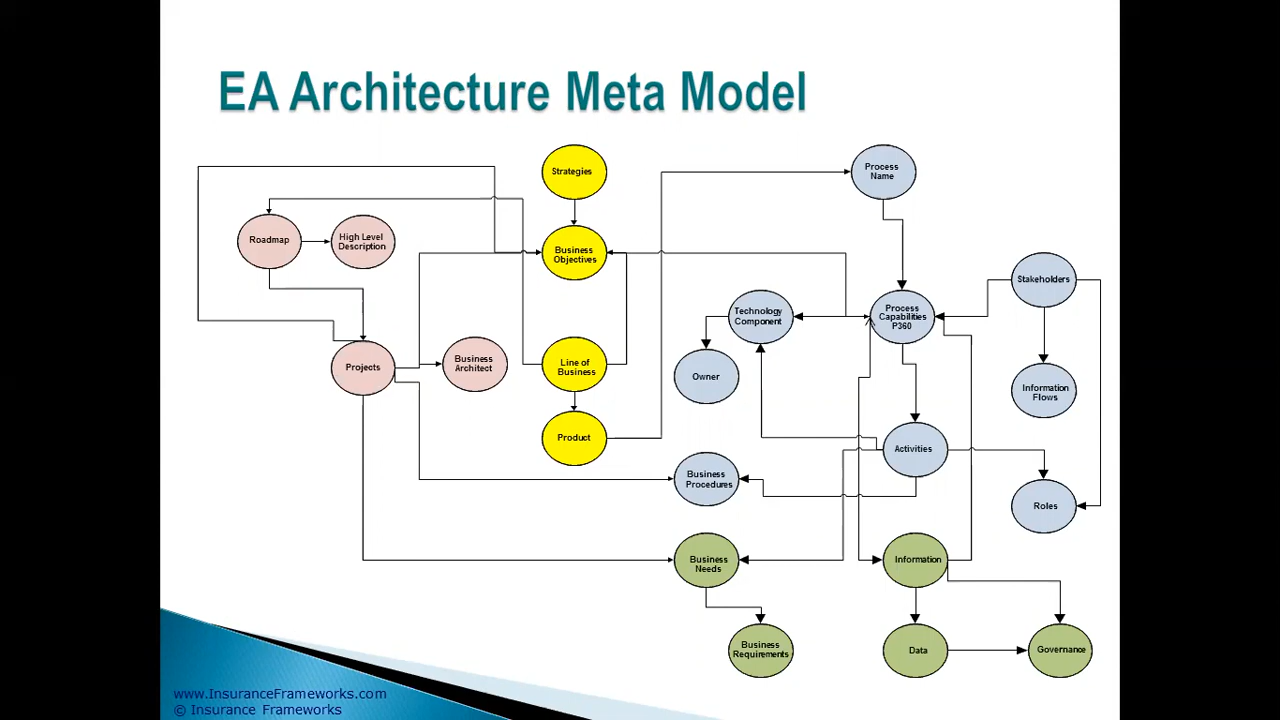 EA Architecture Meta Model
Strategies
Process
Name
Roadmap
High Level
Description
Business
Objectives
Stakeholders
Technology
Component
Process
Capabilities
P360
Projects
Business
Architect
Line of
Business
Owner
Information
Flows
Product
Activities
Business
Procedures
Roles
Business
Needs
Information
Business
Requirements
Data
Governance
www.InsuranceFrameworks.com
© Insurance Frameworks